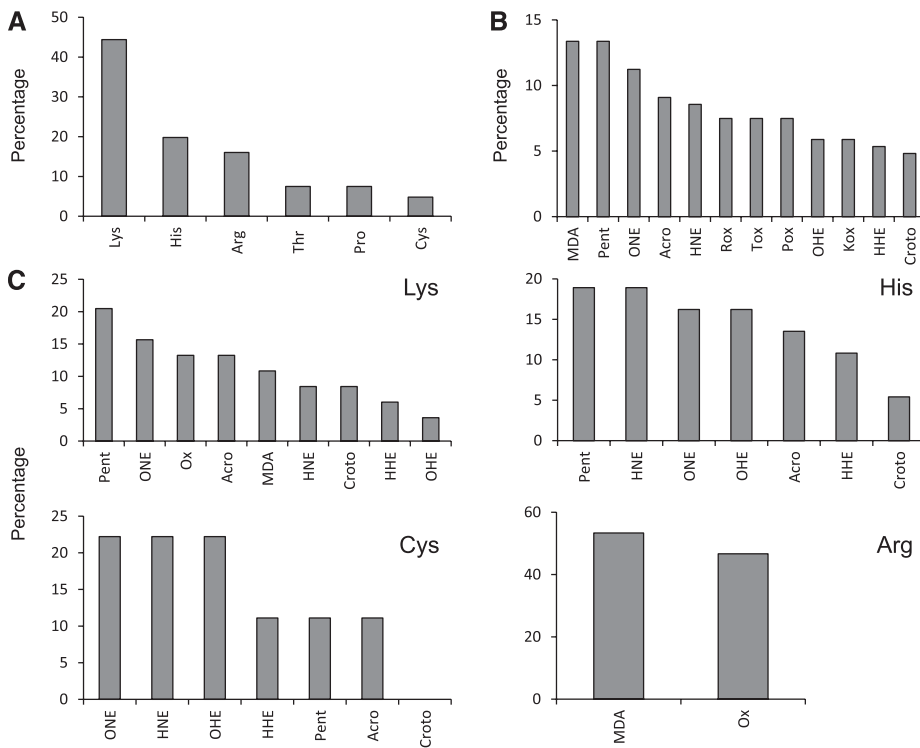 A
Percentage
50
40
30
20
10
0
Lys His Arg Thr Pro Cys
B
Percentage
15
10
5
0
MDA Pent ONE Acro HNE Rox Tox Pox OHE Kox HHE Croto
C
Percentage
Lys
25
20
15
10
5
0
Pent ONE Ox Acro MDA HNE Croto HHE OHE
His
20
15
10
5
0
Pent HNE ONE OHE Acro HHE Croto
Cys
25
20
15
10
5
0
ONE HNE OHE HHE Pent Acro Croto
Arg
60
40
20
0
MDA Ox